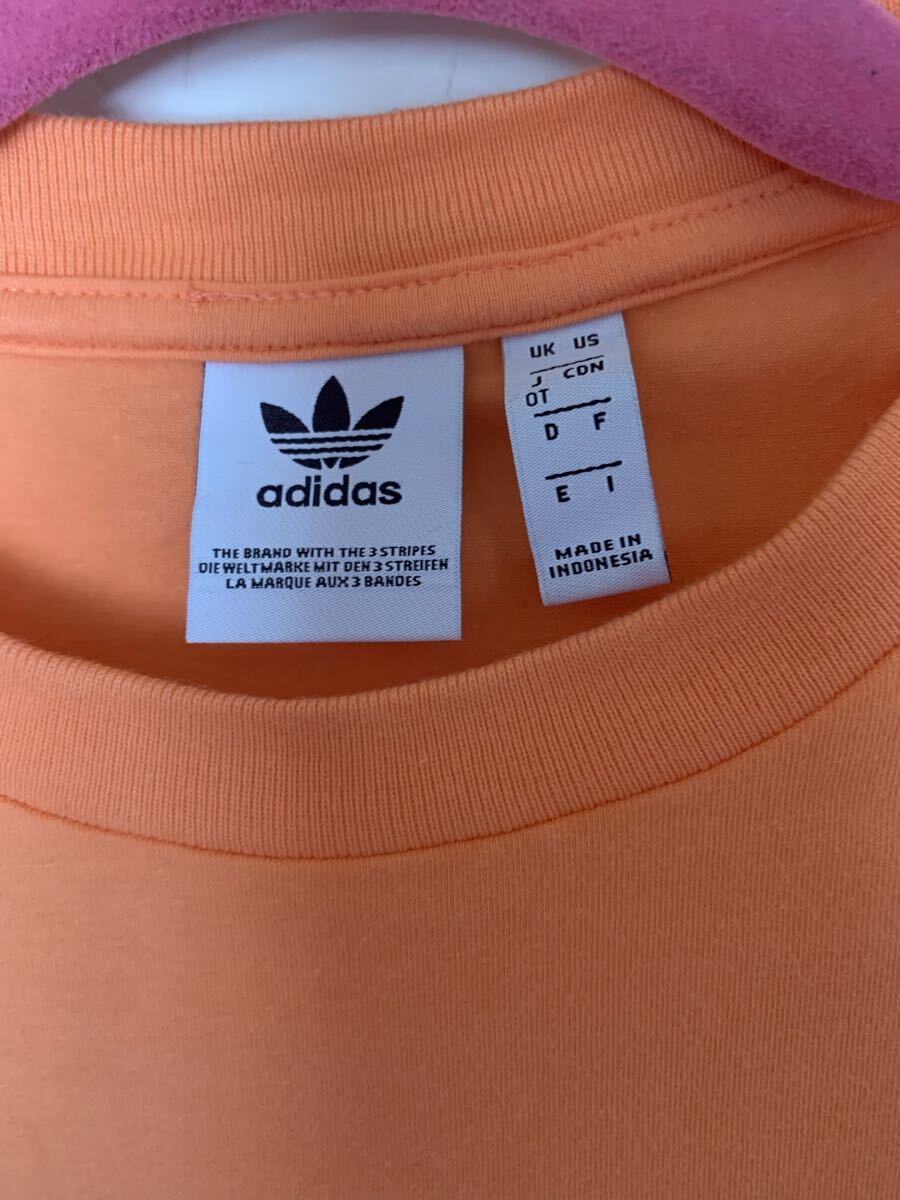 adidas
THE BRAND WITH THE 3 STRIPES
DIE WELTMARKE MIT DEN 3 STREIFEN
LA MARQUE AUX 3 BANDES
UK US
J CDN
OT
D F
E I
MADE IN
INDONESIA